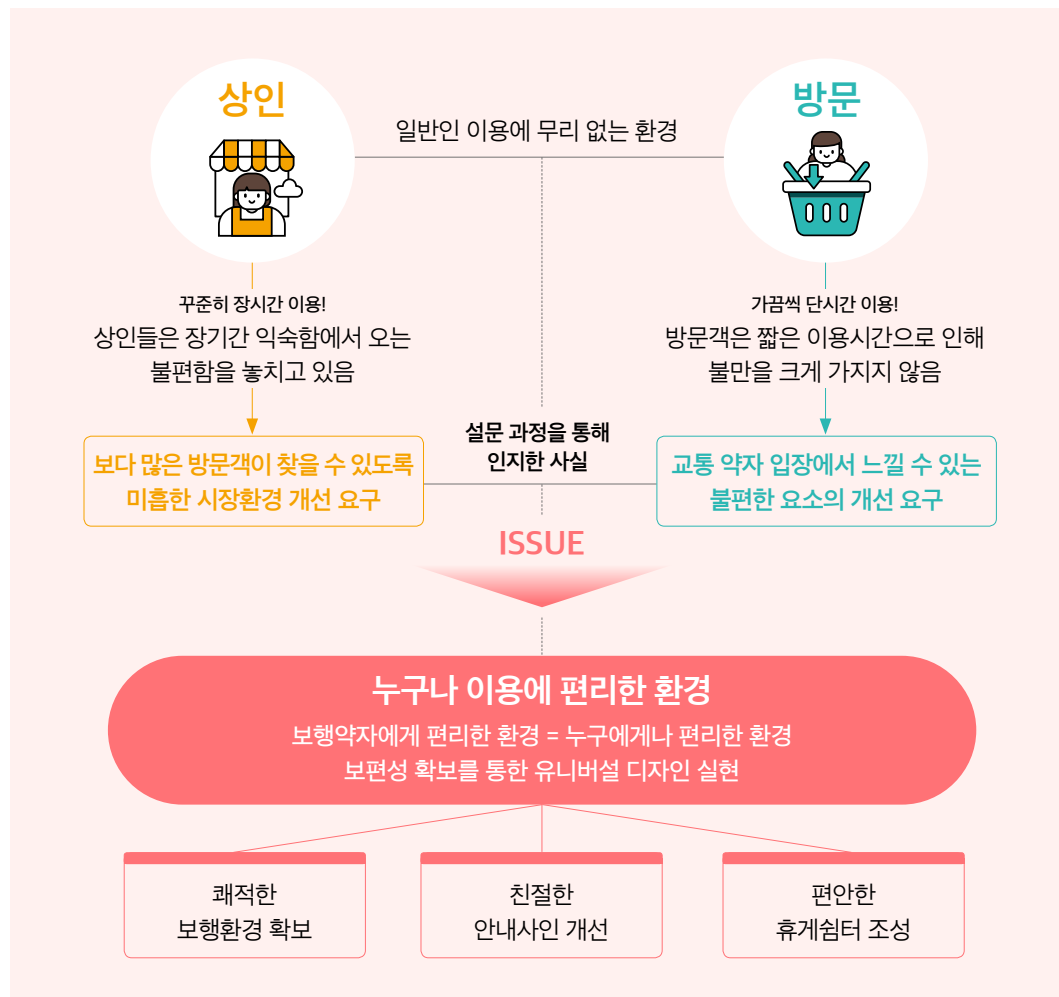 상인
방문
일반인 이용에 무리 없는 환경
꾸준히 장시간 이용!
상인들은 장기간 익숙함에서 오는
불편함을 놓치고 있음
가끔씩 단시간 이용!
방문객은 짧은 이용시간으로 인해
불만을 크게 가지지 않음
보다 많은 방문객이 찾을 수 있도록
미흡한 시장환경 개선 요구
설문 과정을 통해
인지한 사실
교통 약자 입장에서 느낄 수 있는
불편한 요소의 개선 요구
ISSUE
누구나 이용에 편리한 환경
보행약자에게 편리한 환경 = 누구에게나 편리한 환경
보편성 확보를 통한 유니버설 디자인 실현
쾌적한
보행환경 확보
친절한
안내사인 개선
편안한
휴게쉼터 조성